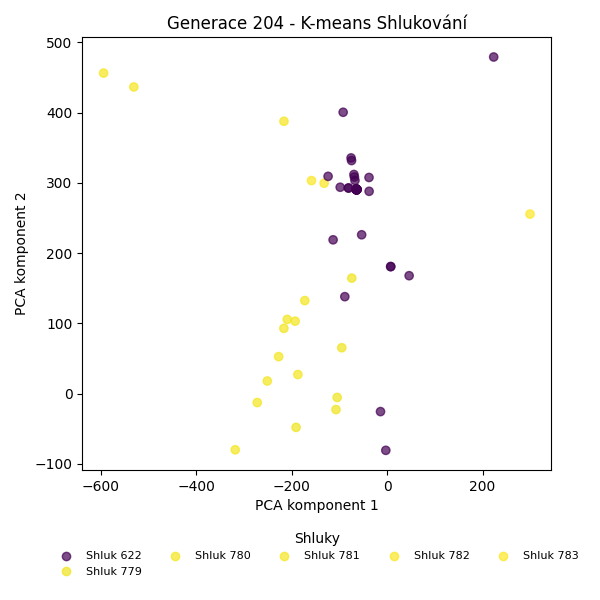 Generace 204 - K-means Shlukování
500
400
300
200
100
0
−100
PCA komponent 2
−600 −400 −200 0 200
PCA komponent 1
Shluky
Shluk 622 Shluk 780 Shluk 781 Shluk 782 Shluk 783
Shluk 779